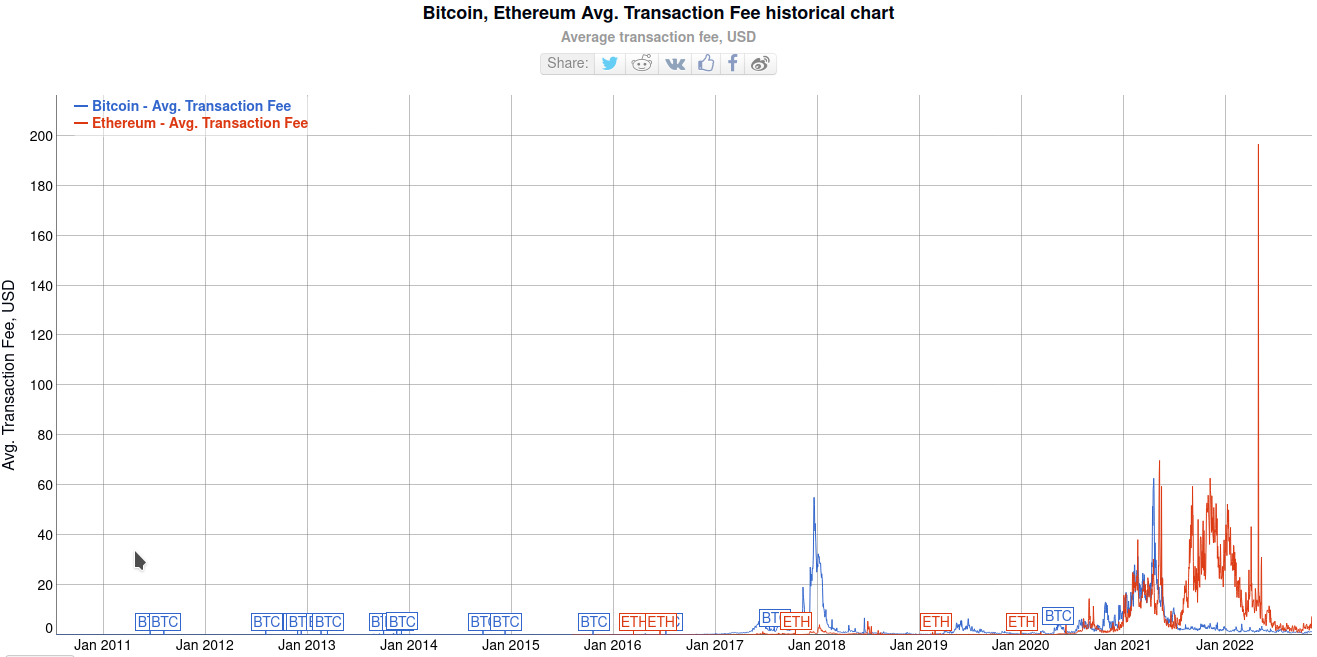 Bitcoin, Ethereum Avg. Transaction Fee historical chart
Average transaction fee, USD
Share:
Bitcoin - Avg. Transaction Fee
Ethereum - Avg. Transaction Fee
Avg. Transaction Fee, USD
200
180
160
140
120
100
80
60
40
20
0
BTC BTC BTC BTC BTC BTC BTC ETH ETH BT ETH ETH ETH BTC
Jan 2011 Jan 2012 Jan 2013 Jan 2014 Jan 2015 Jan 2016 Jan 2017 Jan 2018 Jan 2019 Jan 2020 Jan 2021 Jan 2022